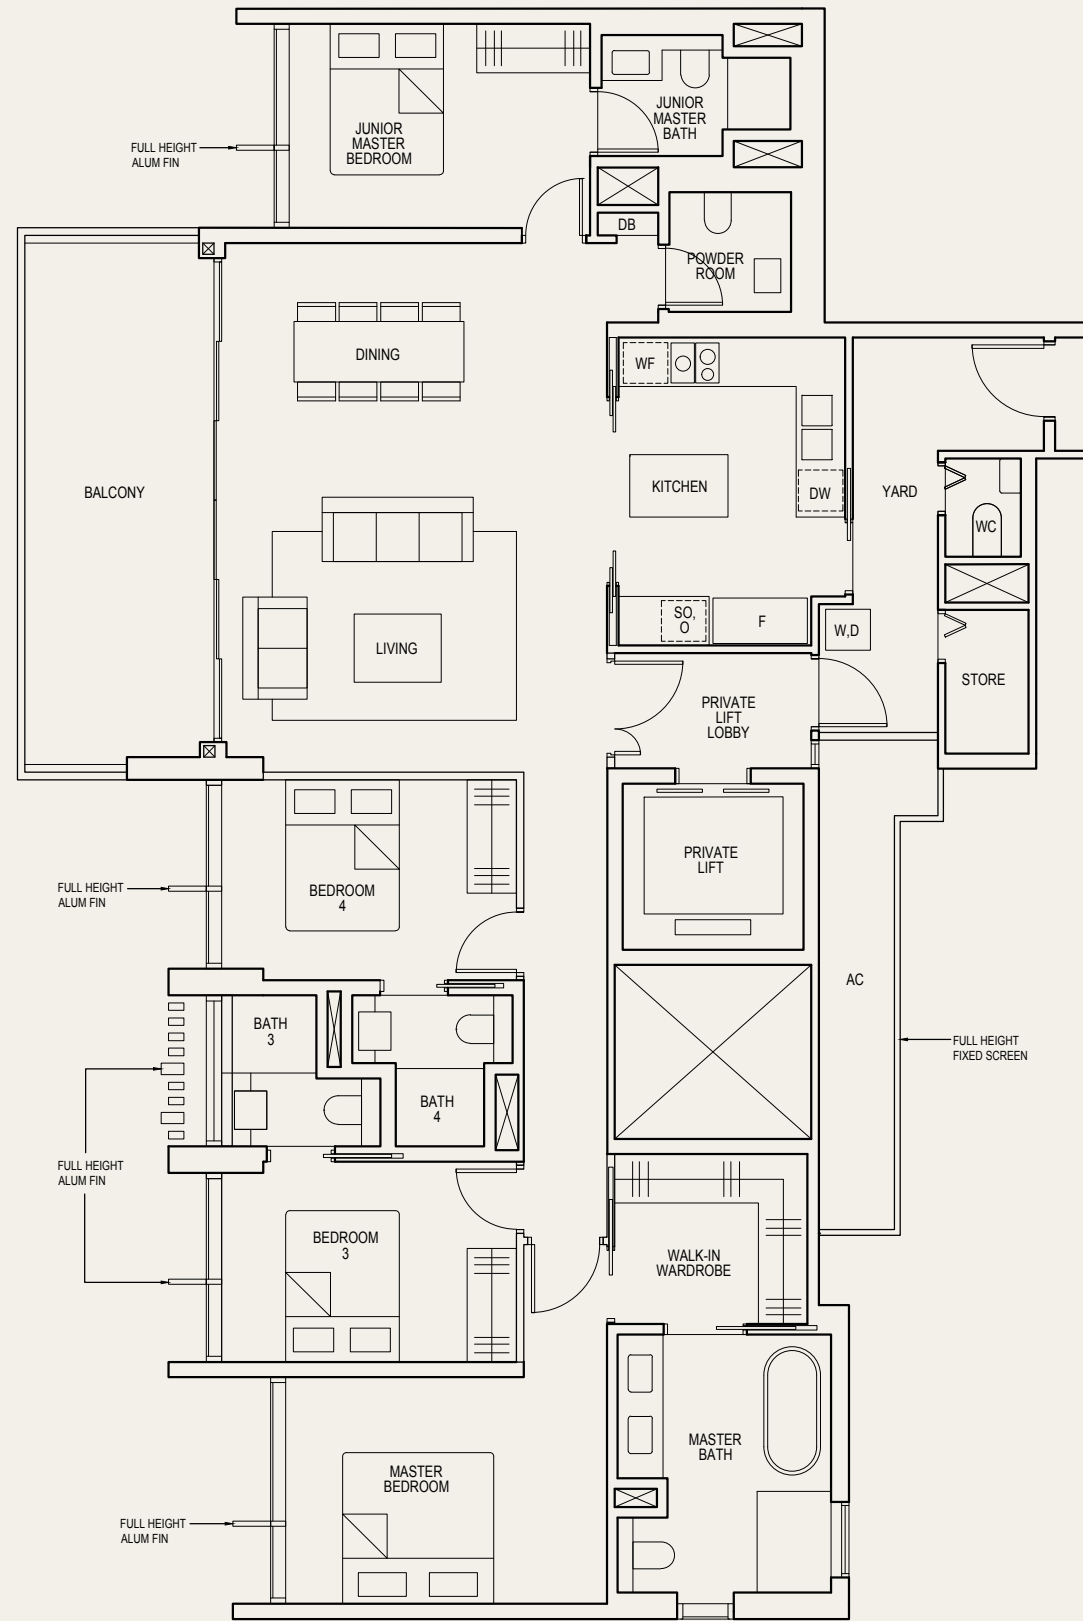 JUNIOR
MASTER
BATH
JUNIOR
MASTER
BEDROOM
FULL HEIGHT
ALUM FIN
DB
POWDER
ROOM
DINING
WF
BALCONY
KITCHEN
DW
YARD
WC
SO,
O
F
W,D
LIVING
STORE
PRIVATE
LIFT
LOBBY
PRIVATE
LIFT
FULL HEIGHT
ALUM FIN
BEDROOM
4
AC
BATH
3
FULL HEIGHT
FIXED SCREEN
BATH
4
FULL HEIGHT
ALUM FIN
BEDROOM
3
WALK-IN
WARDROBE
MASTER
BATH
MASTER
BEDROOM
FULL HEIGHT
ALUM FIN